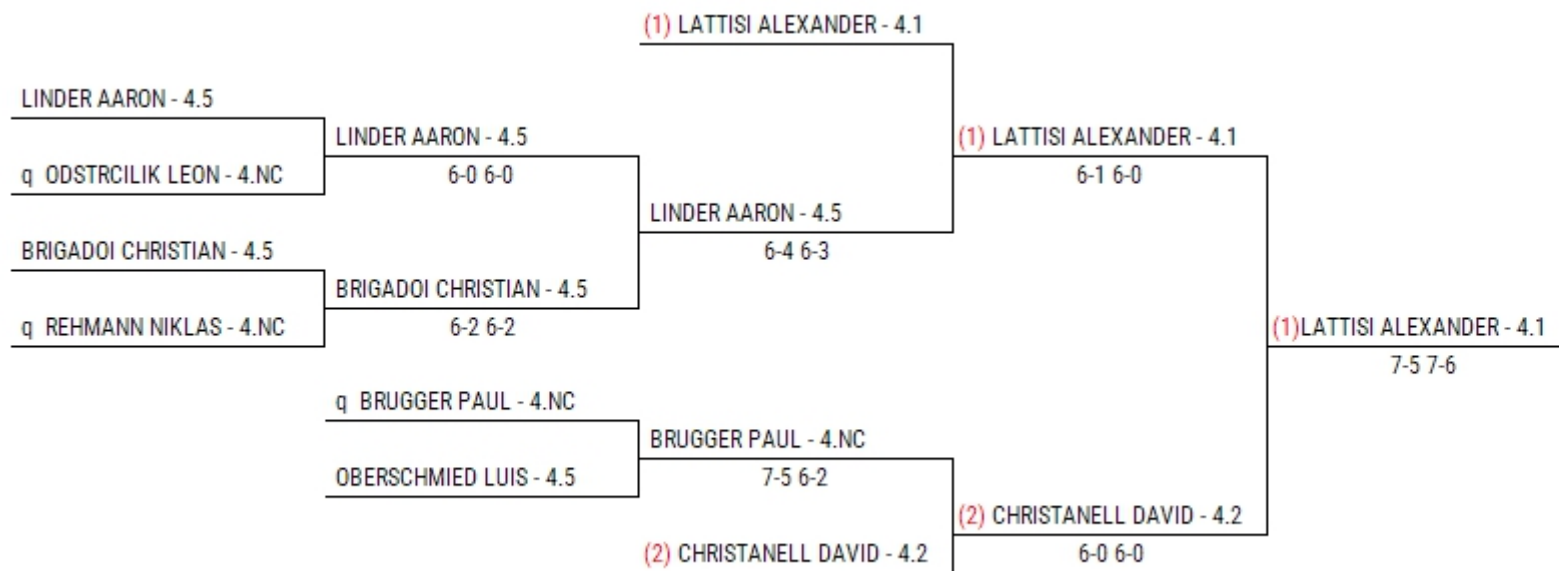 (1) LATTISI ALEXANDER - 4.1
LINDER AARON - 4.5
LINDER AARON - 4.5
(1) LATTISI ALEXANDER - 4.1
q ODSTRCILIK LEON - 4.NC
6-0 6-0
6-1 6-0
LINDER AARON - 4.5
BRIGADOI CHRISTIAN - 4.5
6-4 6-3
BRIGADOI CHRISTIAN - 4.5
q REHMANN NIKLAS - 4.NC
6-2 6-2
(1)LATTISI ALEXANDER - 4.1
7-5 7-6
q BRUGGER PAUL - 4.NC
BRUGGER PAUL - 4.NC
OBERSCHMIED LUIS - 4.5
7-5 6-2
(2) CHRISTANELL DAVID - 4.2
(2) CHRISTANELL DAVID - 4.2
6-0 6-0